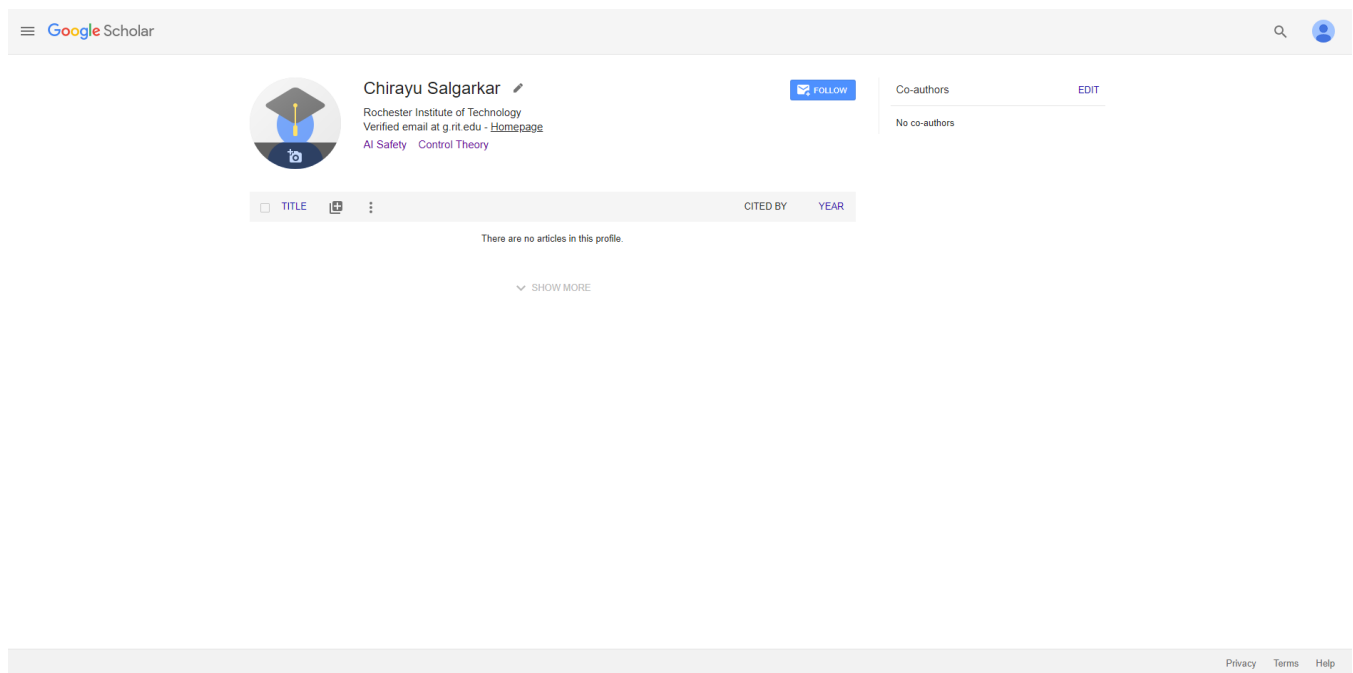 Google Scholar
Chirayu Salgarkar
FOLLOW
Rochester Institute of Technology
Verified email at g.rit.edu - Homepage
AI Safety Control Theory
Co-authors EDIT
No co-authors
TITLE CITED BY YEAR
There are no articles in this profile.
SHOW MORE
Privacy Terms Help